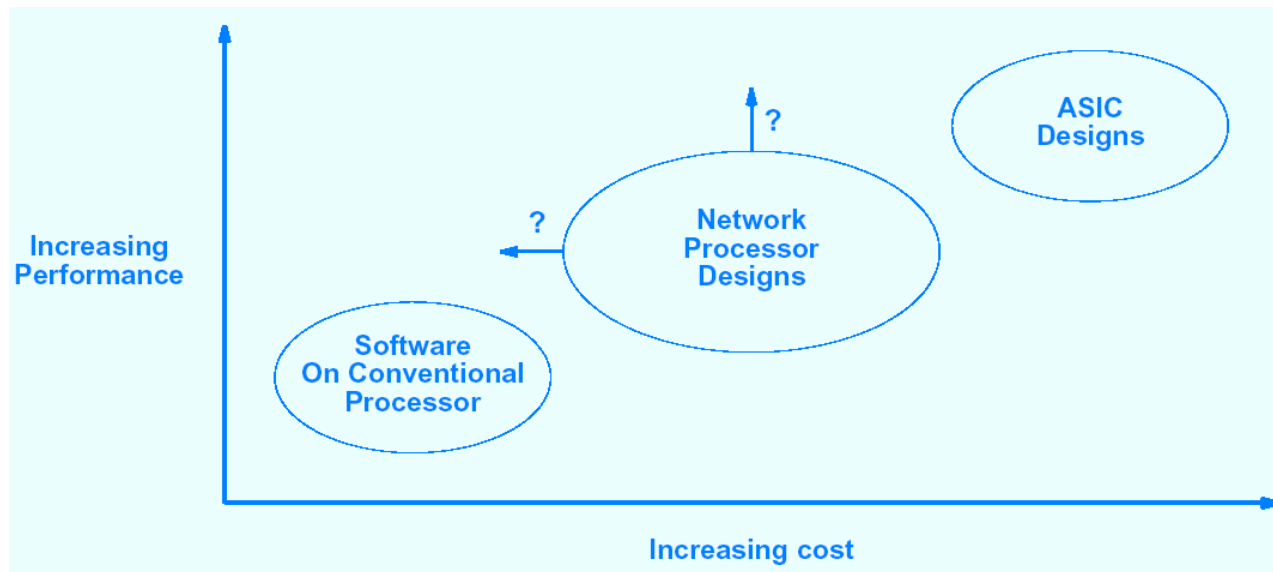 ASIC
Designs
?
?
Network
Processor
Designs
Increasing
Performance
Software
On Conventional
Processor
Increasing cost